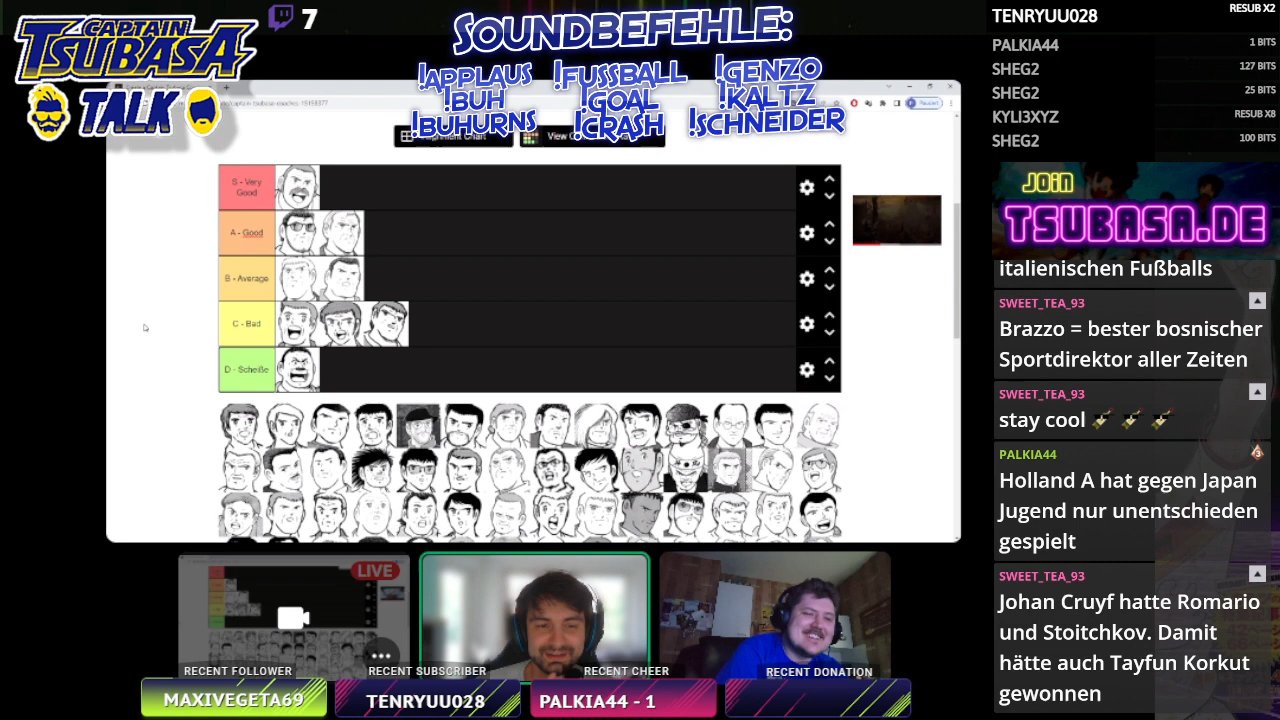 CAPTAIN
TSUBASA
TALK
7
SOUNDBEFEHLE:
!APPLAUS !FUSSBALL !GENZO
!BUH !GOAL !KALTZ
!BUHURNS !CRASH !SCHNEIDER
S - Very
Good
A - Good
B - Average
C - Bad
D - Scheiße
LIVE
RECENT FOLLOWER
MAXIVEGETA69
RECENT SUBSCRIBER
TENRYUU028
RECENT CHEER
PALKIA44 - 1
RECENT DONATION
TENRYUU028 RESUB X2
PALKIA44 1 BITS
SHEG2 127 BITS
SHEG2 25 BITS
KYLI3XYZ RESUB X8
SHEG2 100 BITS
JOIN
TSUBASA.DE
italienischen Fußballs
SWEET_TEA_93
Brazzo = bester bosnischer
Sportdirektor aller Zeiten
SWEET_TEA_93
stay cool
PALKIA44
Holland A hat gegen Japan
Jugend nur unentschieden
gespielt
SWEET_TEA_93
Johan Cruyf hatte Romario
und Stoitchkov. Damit
hätte auch Tayfun Korkut
gewonnen